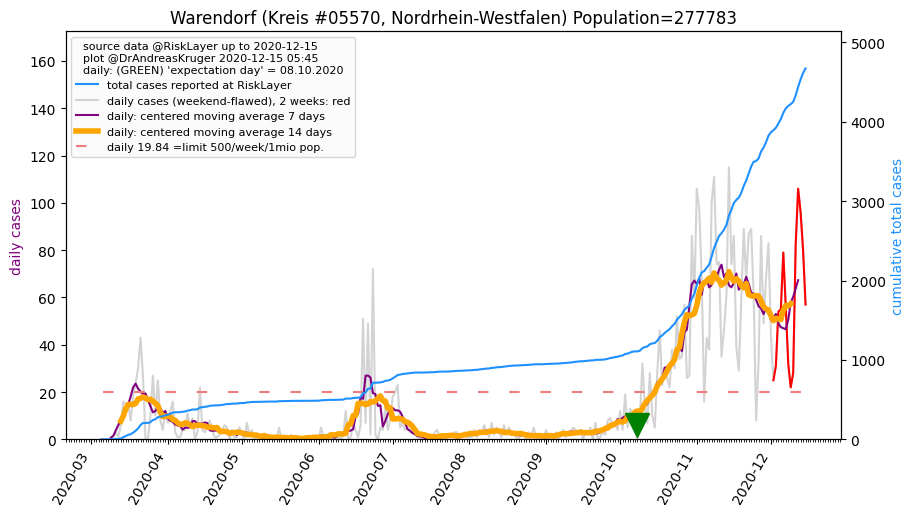 Warendorf (Kreis #05570, Nordrhein-Westfalen) Population=277783
source data @RiskLayer up to 2020-12-15
plot @DrAndreasKruger 2020-12-15 05:45
daily: (GREEN) 'expectation day' = 08.10.2020
total cases reported at RiskLayer
daily cases (weekend-flawed), 2 weeks: red
daily: centered moving average 7 days
daily: centered moving average 14 days
daily 19.84 =limit 500/week/1mio pop.
daily cases
160
140
120
100
80
60
40
20
0
cumulative total cases
5000
4000
3000
2000
1000
0
2020-03
2020-04
2020-05
2020-06
2020-07
2020-08
2020-09
2020-10
2020-11
2020-12